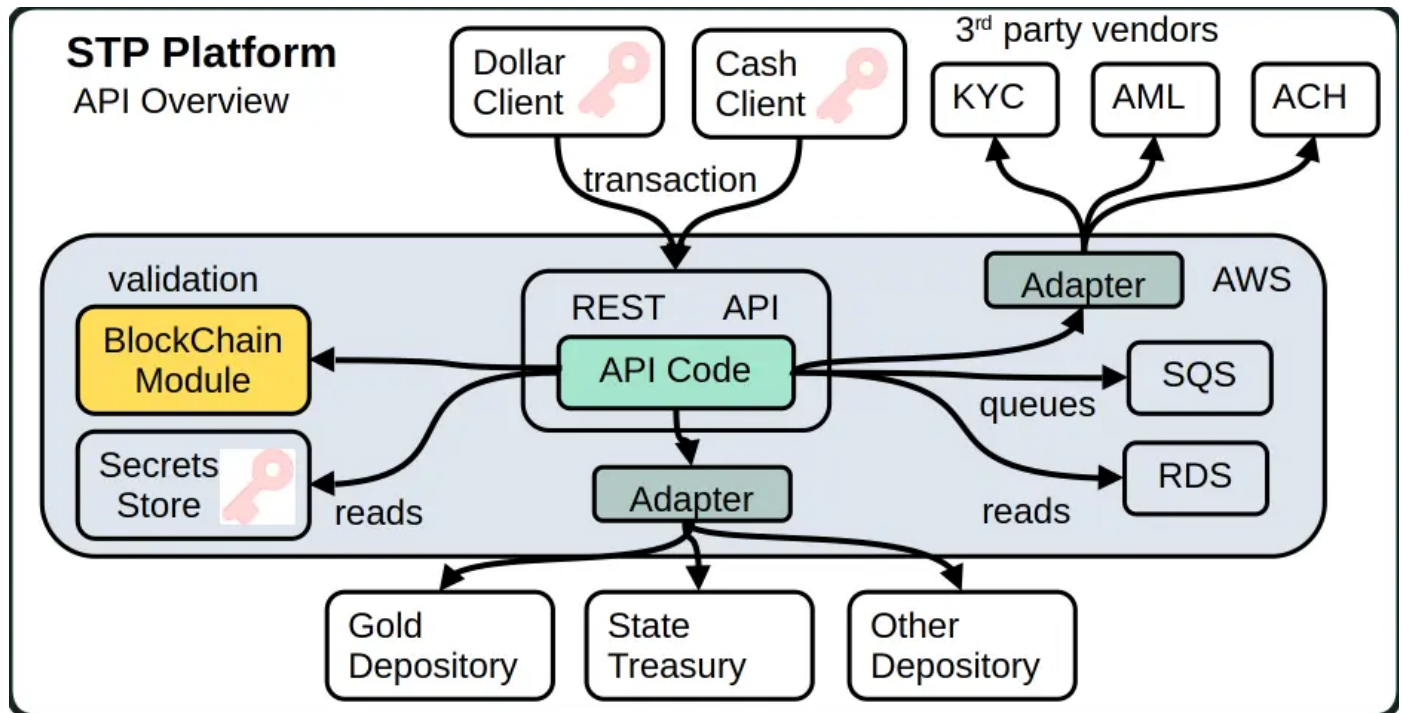 STP Platform
API Overview
Dollar
Client
Cash
Client
3rd party vendors
KYC
AML
ACH
transaction
validation
BlockChain
Module
REST API
API Code
Adapter
AWS
SQS
queues
Secrets
Store
reads
Adapter
RDS
reads
Gold
Depository
State
Treasury
Other
Depository